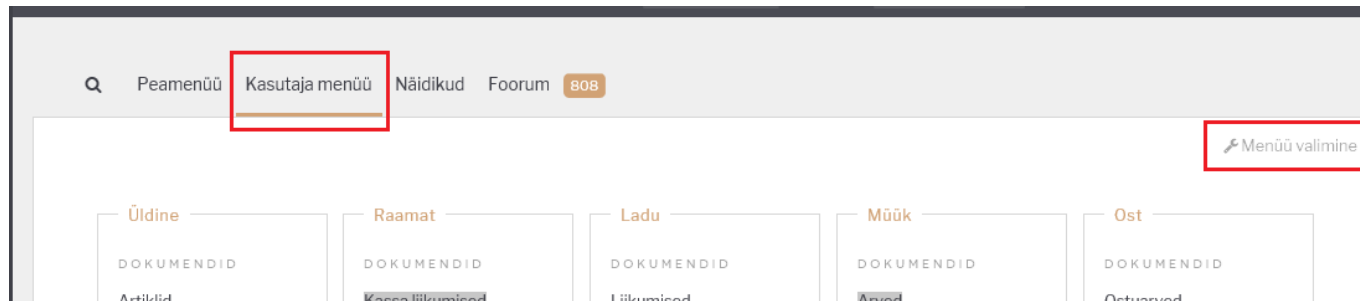 Peamenüü Kasutaja menüü Näidikud Foorum 808
Menüü valimine
Üldine Raamat Ladu Müük Ost
DOKUMENDID DOKUMENDID DOKUMENDID DOKUMENDID DOKUMENDID
Artiklid Kassa liikumised Liikumised Arved Ostuarved